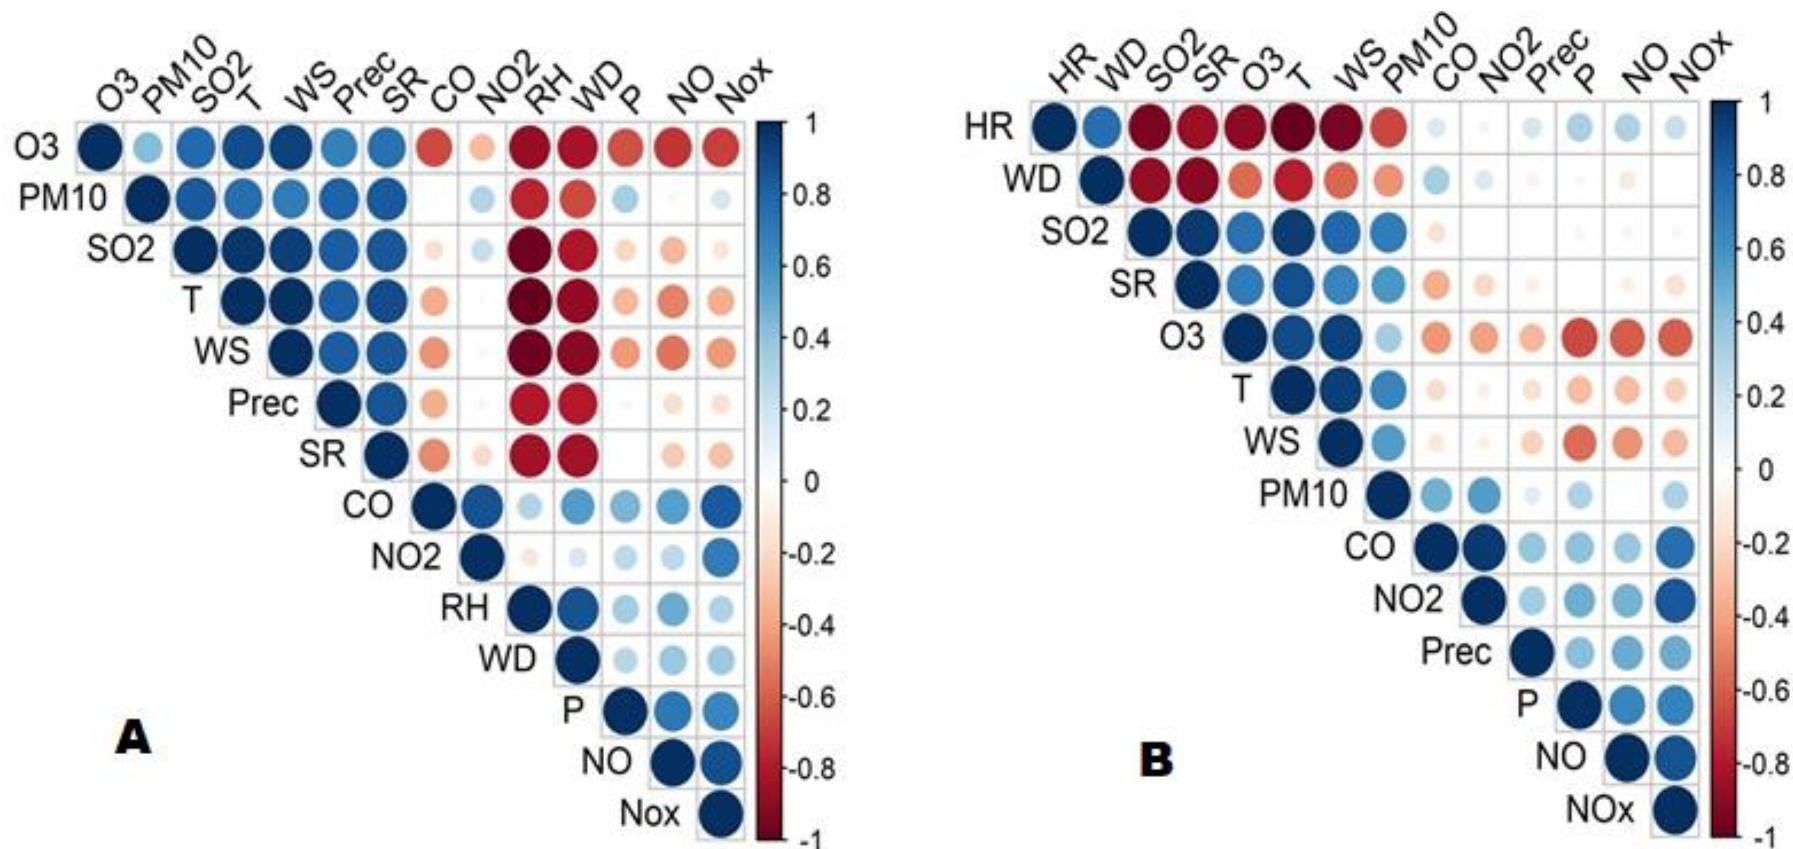 O3 PM10 SO2 T WS Prec SR CO NO2 RH WD P NO Nox
O3
PM10
SO2
T
WS
Prec
SR
CO
NO2
RH
WD
P
NO
Nox
1
0.8
0.6
0.4
0.2
0
-0.2
-0.4
-0.6
-0.8
-1
A
HR WD SO2 SR O3 T WS PM10 CO NO2 Prec P NO NOx
HR
WD
SO2
SR
O3
T
WS
PM10
CO
NO2
Prec
P
NO
NOx
1
0.8
0.6
0.4
0.2
0
-0.2
-0.4
-0.6
-0.8
-1
B